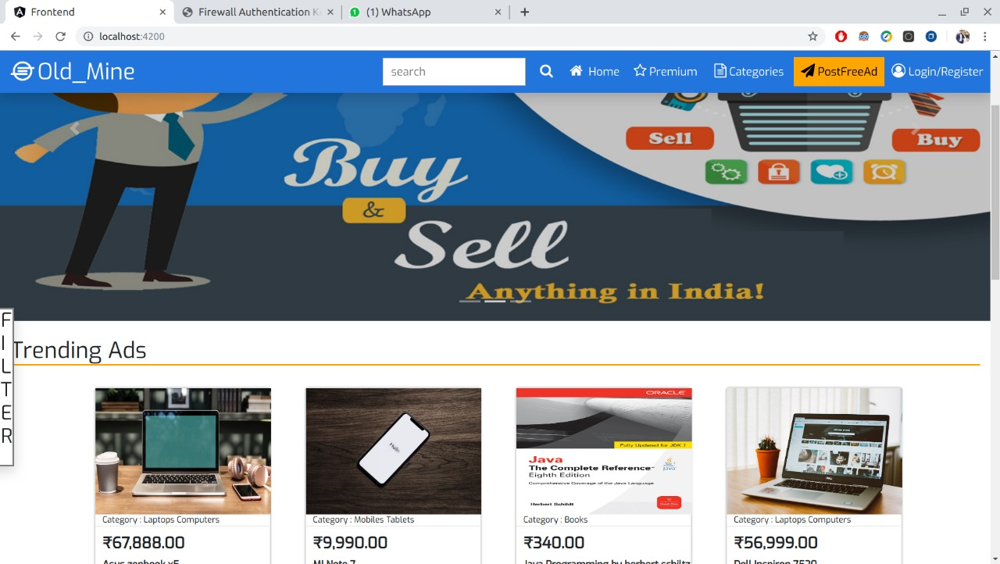 Frontend
Firewall Authentication K
(1) WhatsApp
localhost:4200
Old_Mine
search
Home
Premium
Categories
PostFreeAd
Login/Register
Sell
Buy
Buy
&
Sell
Anything in India!
FILTER
Trending Ads
Hello
ORACLE
Fully Updated for JDK 7
Java
The Complete Reference
Eighth Edition
Comprehensive Coverage of the Java Language
Herbert Schildt
Java
DELL
Category : Laptops Computers
Category : Mobiles Tablets
Category : Books
Category : Laptops Computers
₹67,888.00
₹9,990.00
₹340.00
₹56,999.00
Asus zenbook x5
MI Note 7
Java Programming by herbert schiltz
Dell Inspiron 7520